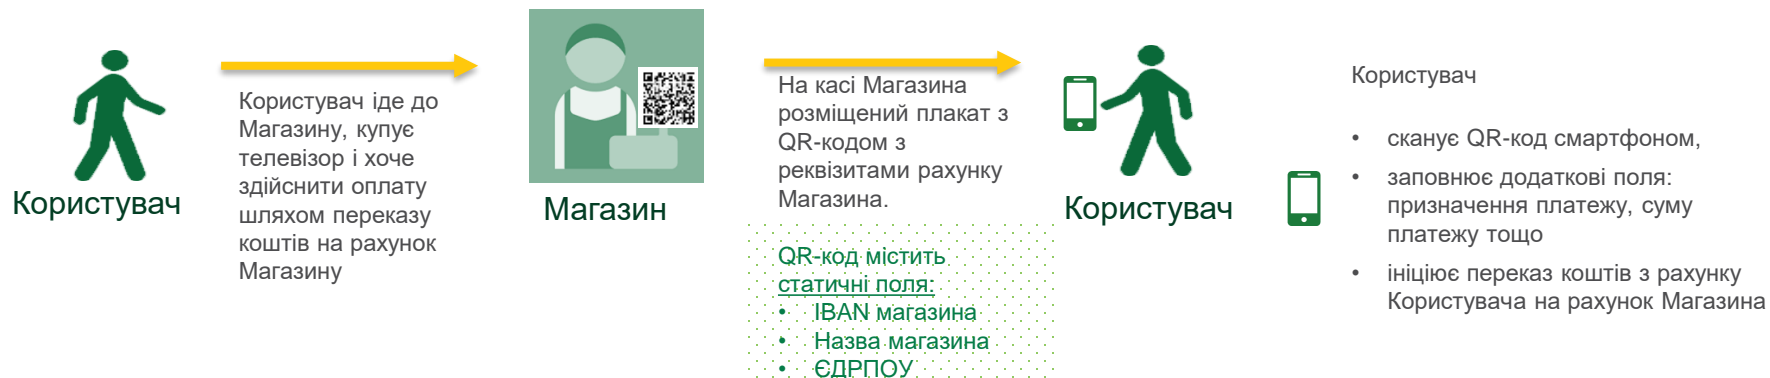 Користувач
Користувач іде до
Магазину, купує
телевізор і хоче
здійснити оплату
шляхом переказу
коштів на рахунок
Магазину
Магазин
На касі Магазина
розміщений плакат з
QR-кодом з
реквізитами рахунку
Магазина.
QR-код містить
статичні поля:
• IBAN магазина
• Назва магазина
• ЄДРПОУ
Користувач
Користувач
• сканує QR-код смартфоном,
• заповнює додаткові поля:
призначення платежу, суму
платежу тощо
• ініціює переказ коштів з рахунку
Користувача на рахунок Магазина